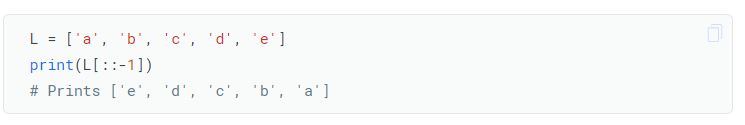 L = ['a', 'b', 'c', 'd', 'e']
print(L[::-1])
# Prints ['e', 'd', 'c', 'b', 'a']